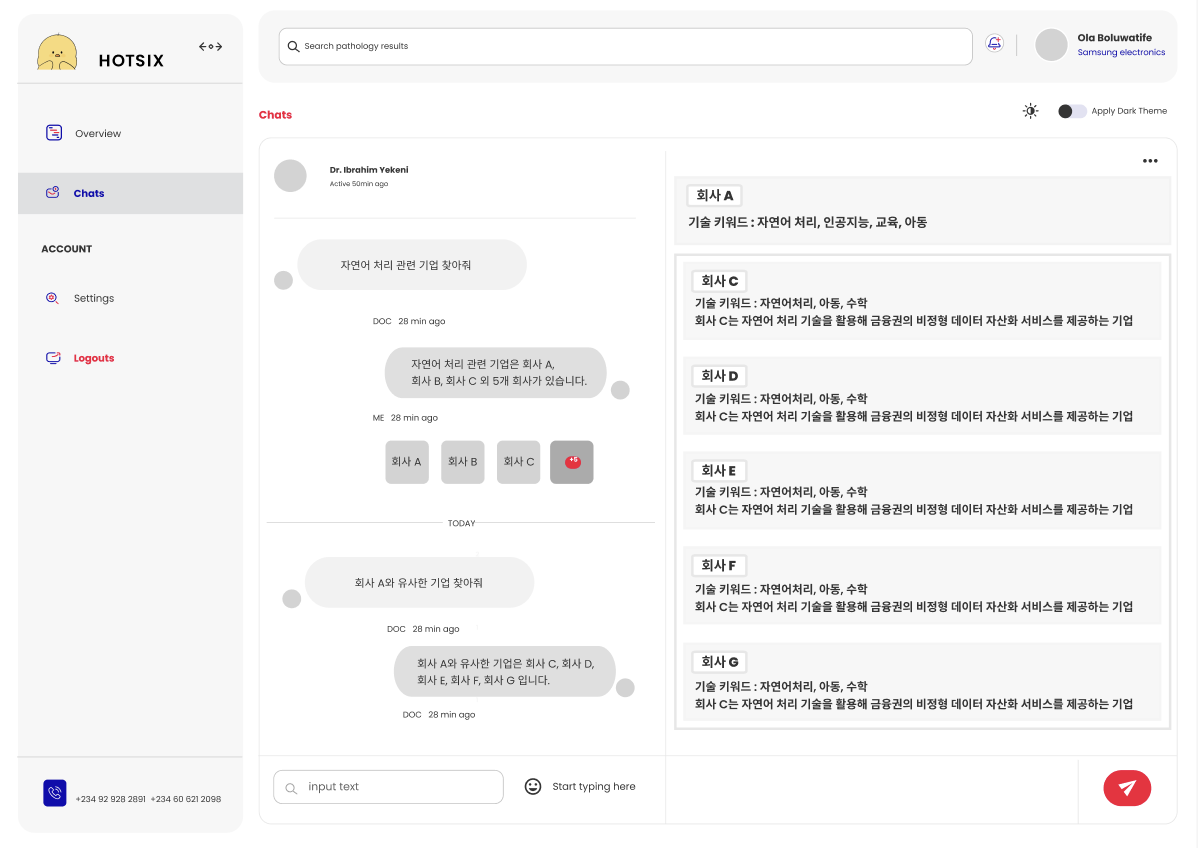 HOTSIX
Overview
Chats
ACCOUNT
Settings
Logouts
+234 92 928 2891 +234 60 621 2098
Search pathology results
Ola Boluwatife
Samsung electronics
Chats
Apply Dark Theme
Dr. Ibrahim Yekeni
Active 50min ago
자연어 처리 관련 기업 찾아줘
DOC 28 min ago
자연어 처리 관련 기업은 회사 A,
회사 B, 회사 C 외 5개 회사가 있습니다.
ME 28 min ago
회사 A
회사 B
회사 C
+5
TODAY
회사 A와 유사한 기업 찾아줘
DOC 28 min ago
회사 A와 유사한 기업은 회사 C, 회사 D,
회사 E, 회사 F, 회사 G 입니다.
DOC 28 min ago
input text
Start typing here
회사 A
기술 키워드 : 자연어 처리, 인공지능, 교육, 아동
회사 C
기술 키워드 : 자연어처리, 아동, 수학
회사 C는 자연어 처리 기술을 활용해 금융권의 비정형 데이터 자산화 서비스를 제공하는 기업
회사 D
기술 키워드 : 자연어처리, 아동, 수학
회사 C는 자연어 처리 기술을 활용해 금융권의 비정형 데이터 자산화 서비스를 제공하는 기업
회사 E
기술 키워드 : 자연어처리, 아동, 수학
회사 C는 자연어 처리 기술을 활용해 금융권의 비정형 데이터 자산화 서비스를 제공하는 기업
회사 F
기술 키워드 : 자연어처리, 아동, 수학
회사 C는 자연어 처리 기술을 활용해 금융권의 비정형 데이터 자산화 서비스를 제공하는 기업
회사 G
기술 키워드 : 자연어처리, 아동, 수학
회사 C는 자연어 처리 기술을 활용해 금융권의 비정형 데이터 자산화 서비스를 제공하는 기업